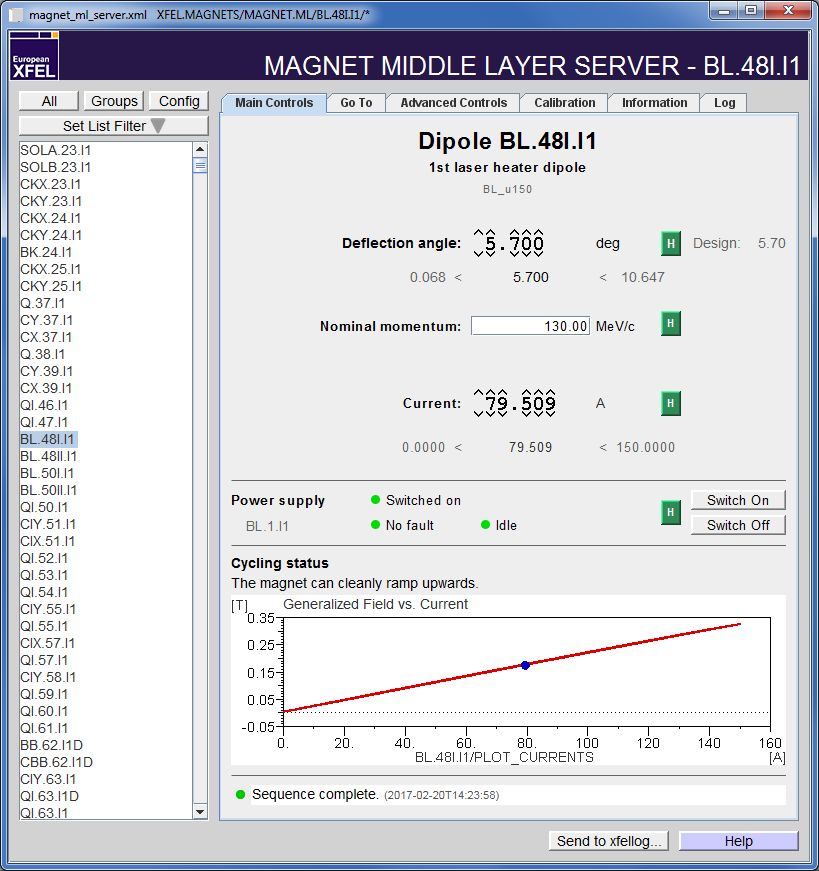 magnet_ml_server.xml XFEL.MAGNETS/MAGNET.ML/BL.48I.I1/*
European
XFEL
MAGNET MIDDLE LAYER SERVER - BL.48I.I1
All Groups Config
Set List Filter
SOLA.23.I1
SOLB.23.I1
CKX.23.I1
CKY.23.I1
CKX.24.I1
CKY.24.I1
BK.24.I1
CKX.25.I1
CKY.25.I1
Q.37.I1
CY.37.I1
CX.37.I1
Q.38.I1
CY.39.I1
CX.39.I1
QI.46.I1
QI.47.I1
BL.48I.I1
BL.48II.I1
BL.50I.I1
BL.50II.I1
QI.50.I1
CIY.51.I1
CIX.51.I1
QI.52.I1
QI.53.I1
QI.54.I1
CIY.55.I1
QI.55.I1
CIX.57.I1
QI.57.I1
CIY.58.I1
QI.59.I1
QI.60.I1
QI.61.I1
BB.62.I1D
CBB.62.I1D
CIY.63.I1
QI.63.I1D
QI.63.I1
Main Controls Go To Advanced Controls Calibration Information Log
Dipole BL.48I.I1
1st laser heater dipole
BL_u150
Deflection angle: 5.700 deg H Design: 5.70
0.068 < 5.700 < 10.647
Nominal momentum: 130.00 MeV/c H
Current: 79.509 A H
0.0000 < 79.509 < 150.0000
Power supply Switched on H Switch On
BL.1.I1 No fault Idle Switch Off
Cycling status
The magnet can cleanly ramp upwards.
[T] Generalized Field vs. Current
0.35
0.25
0.15
0.05
-0.05
0. 20. 40. 60. 80. 100 120 140 160
BL.48I.I1/PLOT_CURRENTS [A]
Sequence complete. (2017-02-20T14:23:58)
Send to xfellog... Help